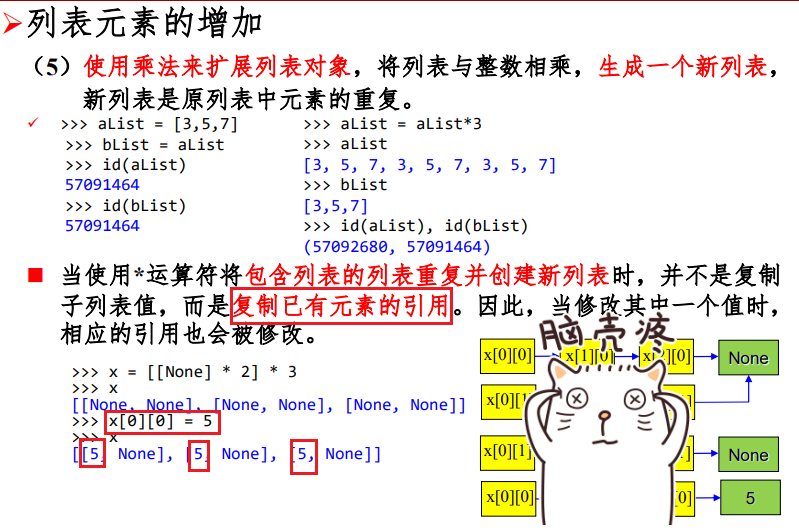 ➢列表元素的增加
（5）使用乘法来扩展列表对象，将列表与整数相乘，生成一个新列表，
新列表是原列表中元素的重复。
✓ >>> aList = [3,5,7]
>>> bList = aList
>>> id(aList)
57091464
>>> id(bList)
57091464
>>> aList = aList*3
>>> aList
[3, 5, 7, 3, 5, 7, 3, 5, 7]
>>> bList
[3,5,7]
>>> id(aList), id(bList)
(57092680, 57091464)
■ 当使用*运算符将包含列表的列表重复并创建新列表时，并不是复制
子列表值，而是复制已有元素的引用。因此，当修改其中一个值时，
相应的引用也会被修改。
>>> x = [[None] * 2] * 3
>>> x
[[None, None], [None, None], [None, None]]
>>> x[0][0] = 5
>>> x
[[5, None], [5, None], [5, None]]
脑壳疼
x[0][0] x[1][0] [0] None
x[0][1]
x[0][1] None
x[0][0] [0] 5